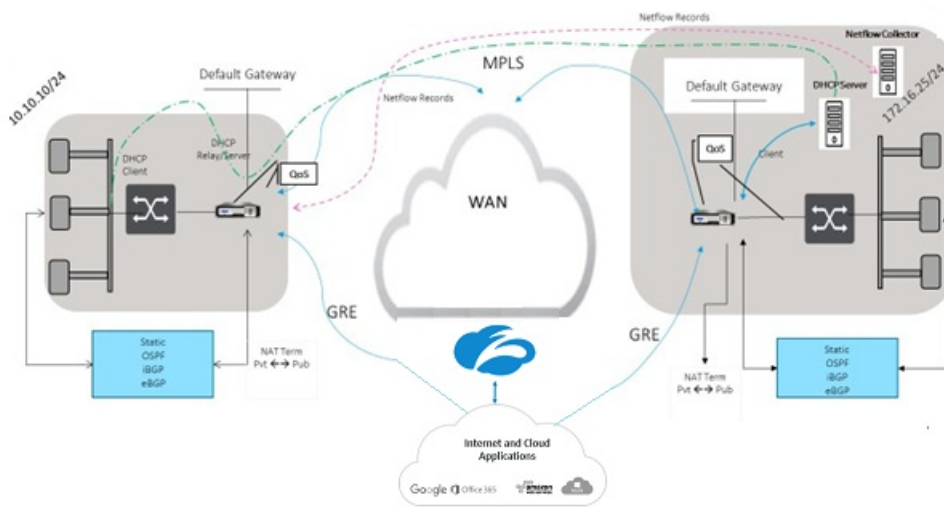 Netflow Records
Netflow Collector
MPLS
DHCP Server
Default Gateway
Default Gateway
10.10.10/24
172.16.25/24
Netflow Records
DHCP
Relay/Server
DHCP
Client
QoS
QoS
Client
WAN
GRE
GRE
Static
OSPF
iBGP
eBGP
NAT Term
Pvt ←→ Pub
NAT Term
Pvt ←→ Pub
Static
OSPF
iBGP
eBGP
Internet and Cloud
Applications
Google
Office 365
amazon